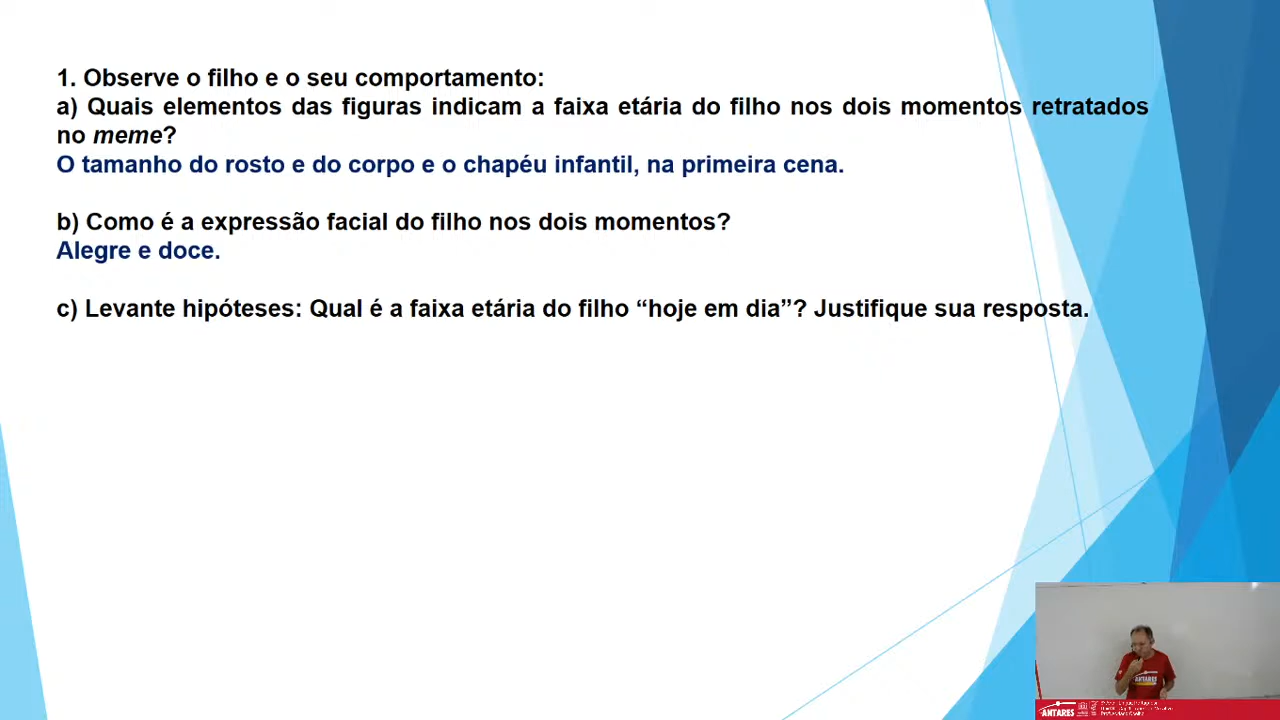 1. Observe o filho e o seu comportamento:
a) Quais elementos das figuras indicam a faixa etária do filho nos dois momentos retratados
no meme?
O tamanho do rosto e do corpo e o chapéu infantil, na primeira cena.
b) Como é a expressão facial do filho nos dois momentos?
Alegre e doce.
c) Levante hipóteses: Qual é a faixa etária do filho “hoje em dia”? Justifique sua resposta.
ANTARES
ANTARES